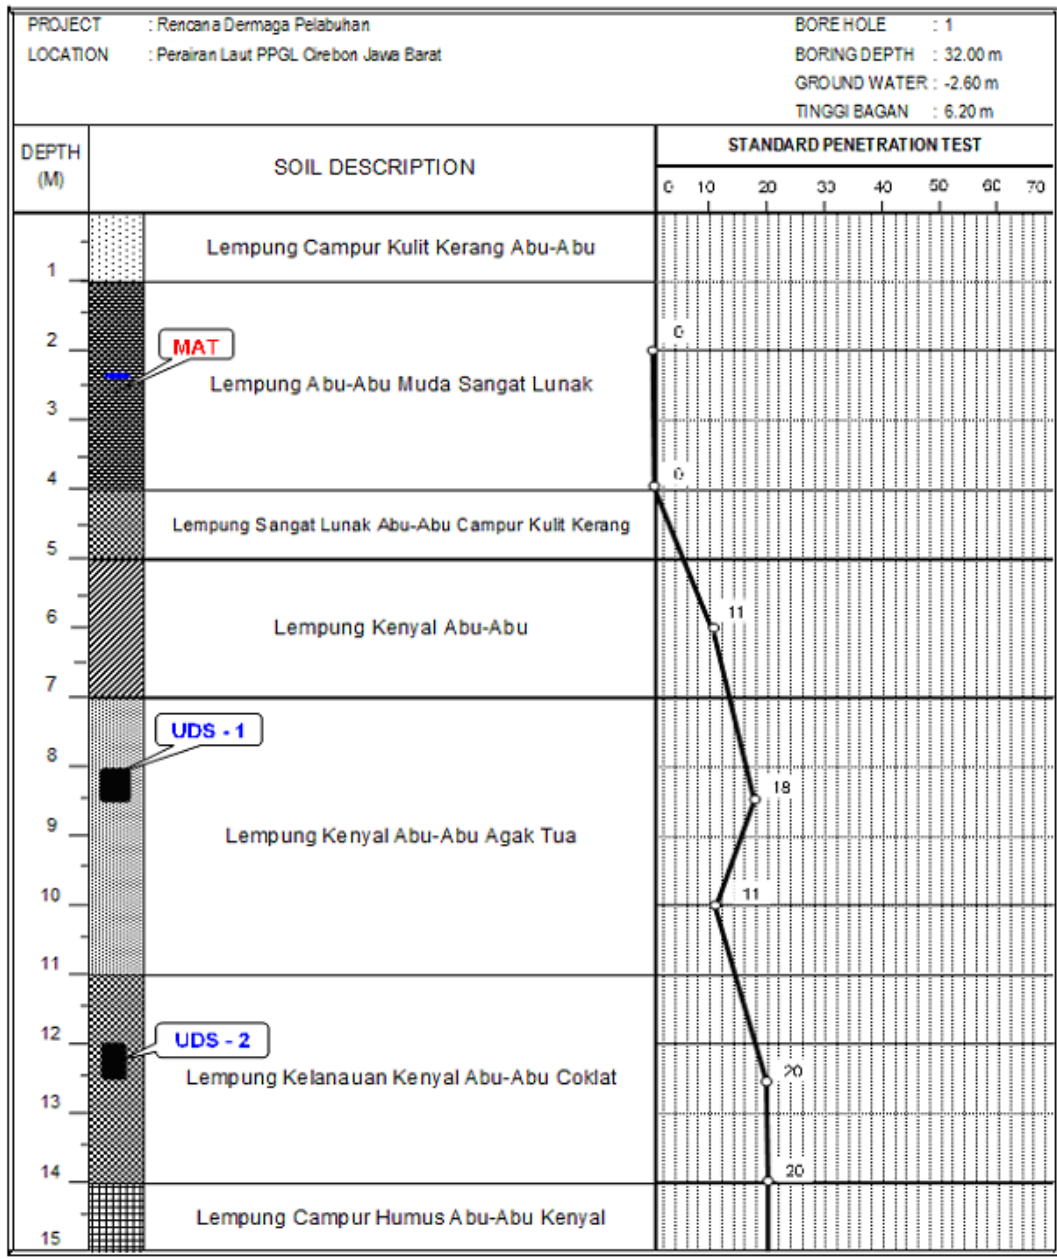 PROJECT : Rencana Dermaga Pelabuhan
BORE HOLE : 1
LOCATION : Perairan Laut PPGL Cirebon Jawa Barat
BORING DEPTH : 32.00 m
GROUND WATER : -2.60 m
TINGGI BAGAN : 6.20 m
DEPTH (M)
SOIL DESCRIPTION
STANDARD PENETRATION TEST
0 10 20 30 40 50 60 70
Lempung Campur Kulit Kerang Abu-Abu
1
0
2
MAT
Lempung Abu-Abu Muda Sangat Lunak
3
0
4
Lempung Sangat Lunak Abu-Abu Campur Kulit Kerang
5
11
6
Lempung Kenyal Abu-Abu
7
UDS - 1
8
18
9
Lempung Kenyal Abu-Abu Agak Tua
10
11
11
12
UDS - 2
20
Lempung Kelanauan Kenyal Abu-Abu Coklat
13
14
20
Lempung Campur Humus Abu-Abu Kenyal
15